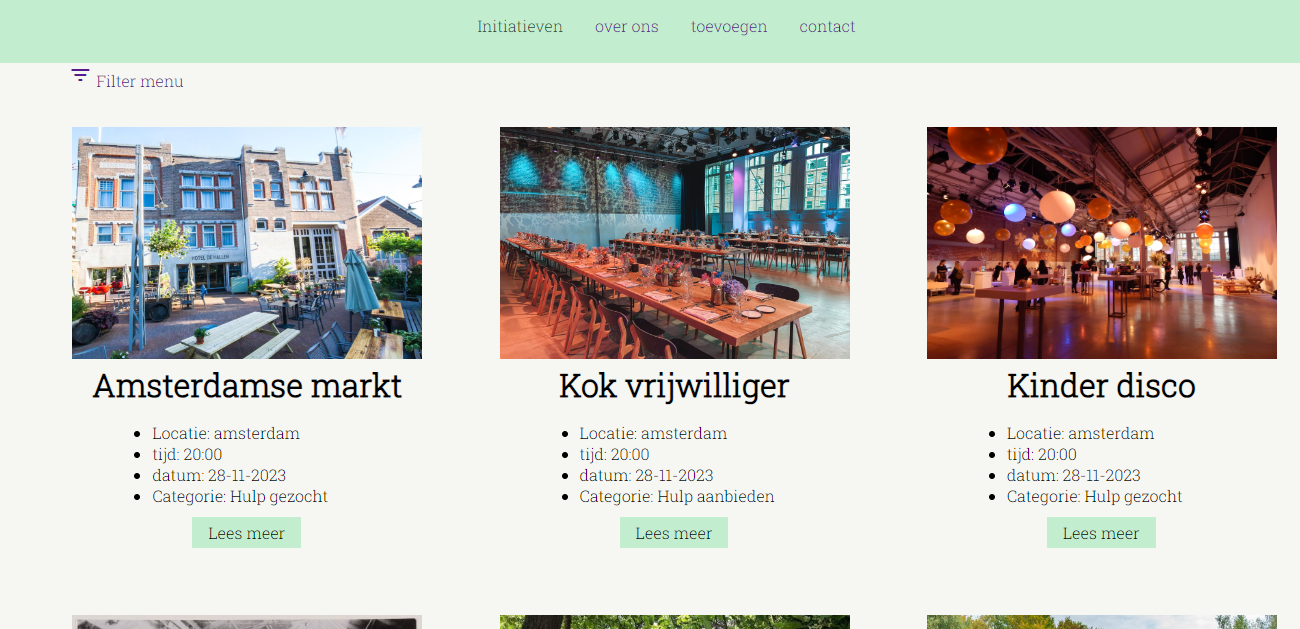 Initiatieven over ons toevoegen contact
Filter menu
HOTEL DE HALLEN
Amsterdamse markt
Locatie: amsterdam
tijd: 20:00
datum: 28-11-2023
Categorie: Hulp gezocht
Lees meer
Kok vrijwilliger
Locatie: amsterdam
tijd: 20:00
datum: 28-11-2023
Categorie: Hulp aanbieden
Lees meer
Kinder disco
Locatie: amsterdam
tijd: 20:00
datum: 28-11-2023
Categorie: Hulp gezocht
Lees meer